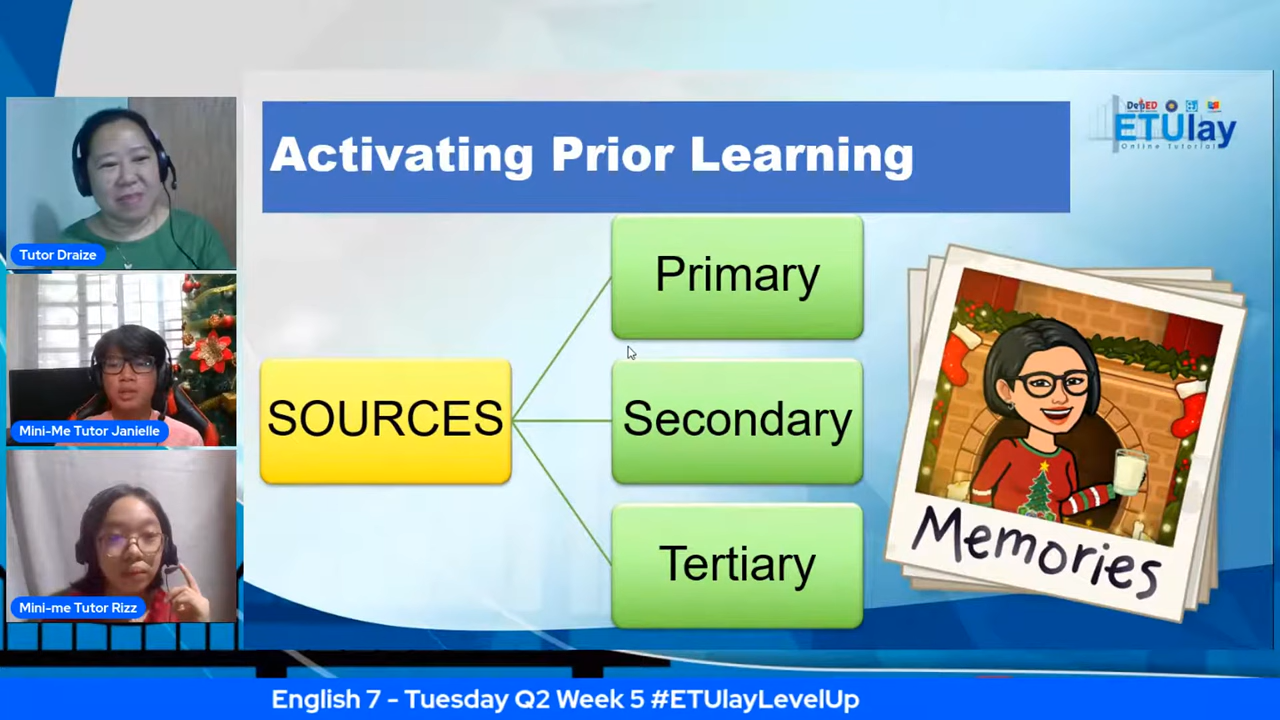 Activating Prior Learning
DepED
ETUlay
Online Tutorial
Primary
SOURCES
Secondary
Tertiary
Memories
Tutor Draize
Mini-Me Tutor Janielle
Mini-me Tutor Rizz
English 7 - Tuesday Q2 Week 5 #ETUlayLevelUp